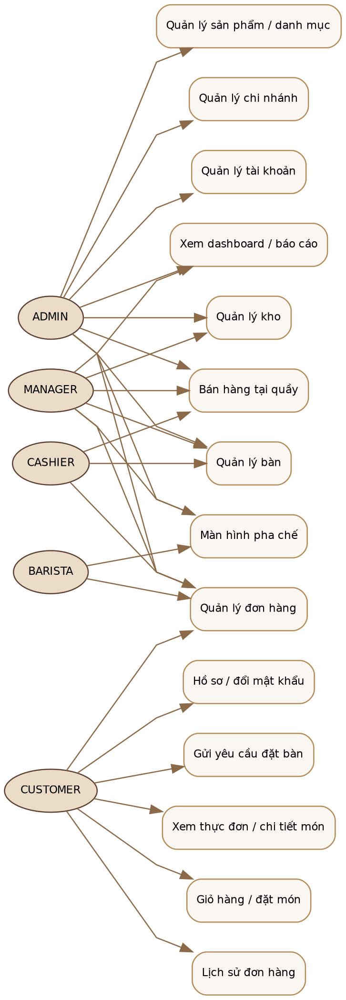 Quản lý sản phẩm / danh mục
Quản lý chi nhánh
Quản lý tài khoản
Xem dashboard / báo cáo
ADMIN
Quản lý kho
MANAGER
Bán hàng tại quầy
CASHIER
Quản lý bàn
Màn hình pha chế
BARISTA
Quản lý đơn hàng
Hồ sơ / đổi mật khẩu
Gửi yêu cầu đặt bàn
CUSTOMER
Xem thực đơn / chi tiết món
Giỏ hàng / đặt món
Lịch sử đơn hàng